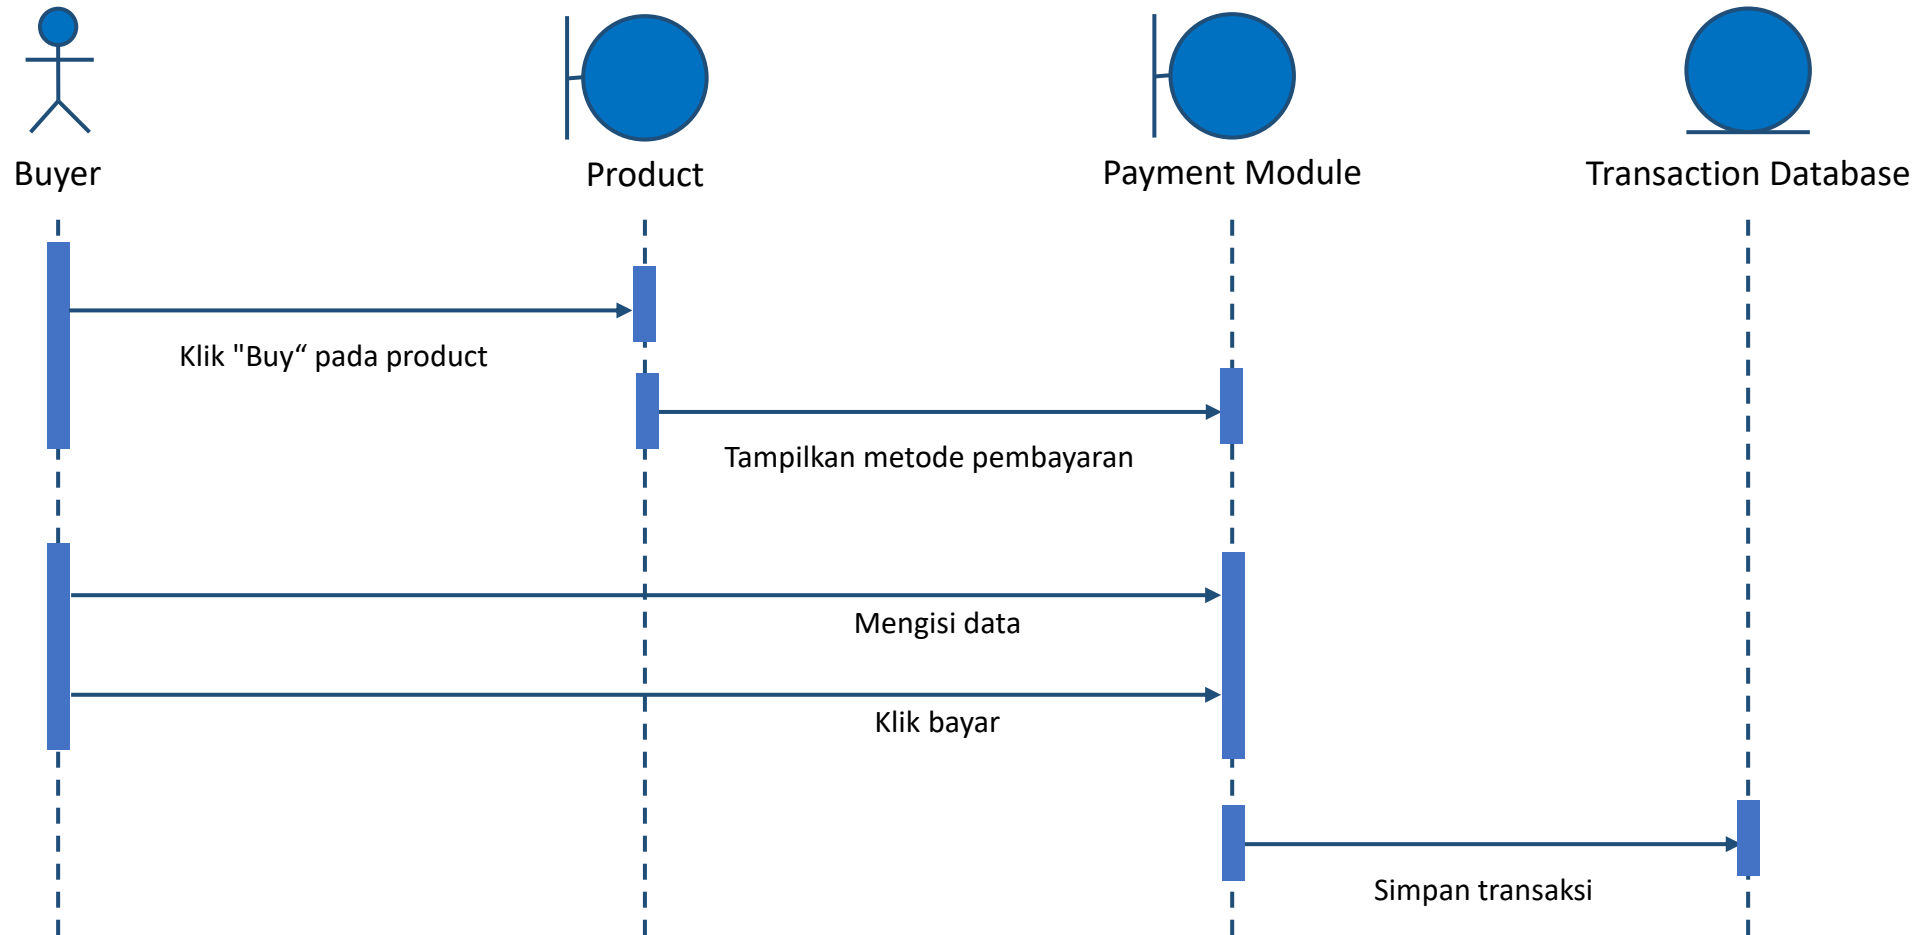 Buyer
Product
Payment Module
Transaction Database
Klik "Buy“ pada product
Tampilkan metode pembayaran
Mengisi data
Klik bayar
Simpan transaksi